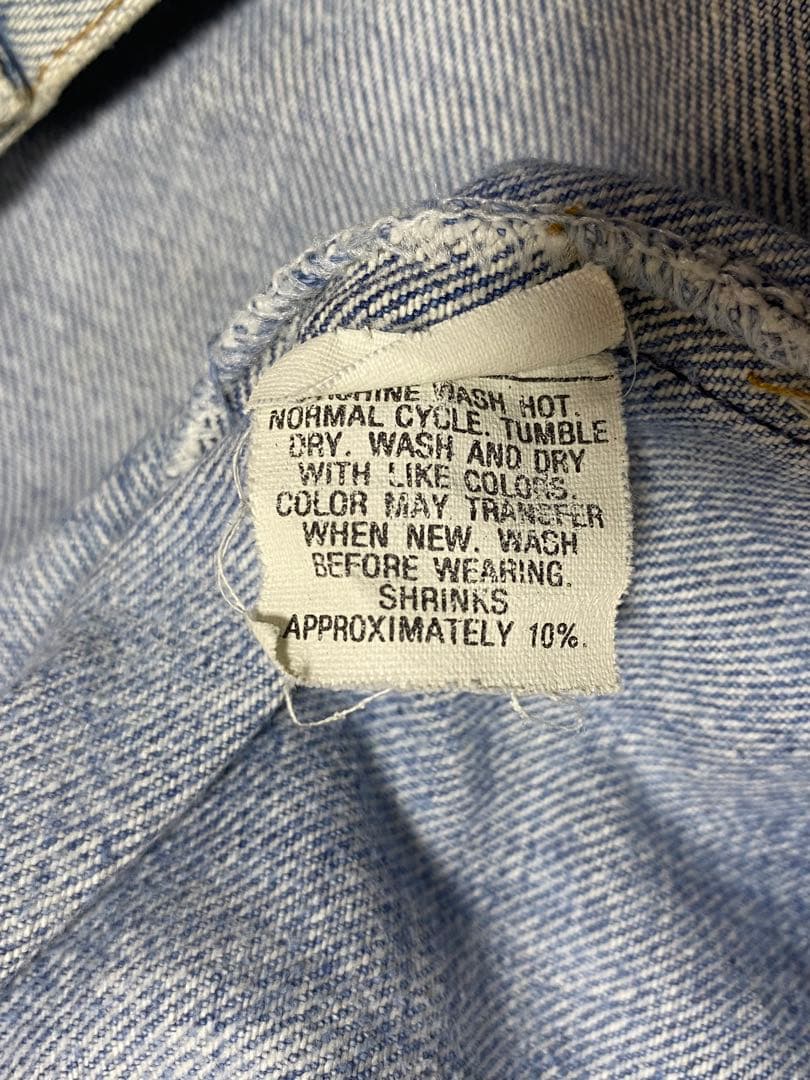 MACHINE WASH HOT.
NORMAL CYCLE. TUMBLE
DRY. WASH AND DRY
WITH LIKE COLORS.
COLOR MAY TRANSFER
WHEN NEW. WASH
BEFORE WEARING.
SHRINKS
APPROXIMATELY 10%.